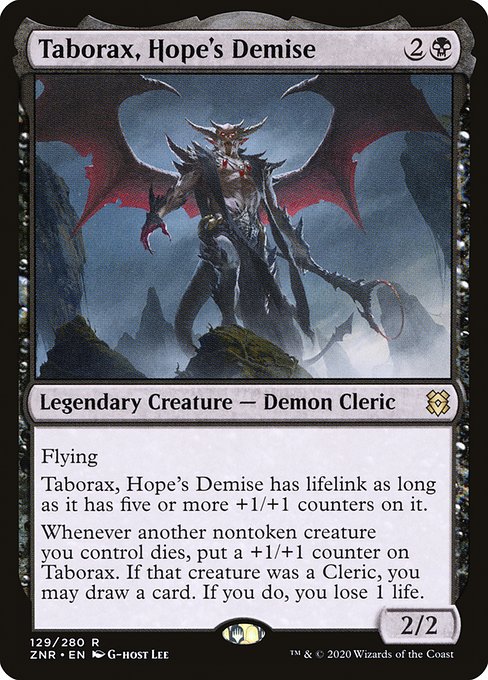 Taborax, Hope's Demise 2
Legendary Creature — Demon Cleric
Flying
Taborax, Hope's Demise has lifelink as long
as it has five or more +1/+1 counters on it.
Whenever another nontoken creature
you control dies, put a +1/+1 counter on
Taborax. If that creature was a Cleric, you
may draw a card. If you do, you lose 1 life.
2/2
129/280 R
ZNR • EN G-host Lee
™ & © 2020 Wizards of the Coast